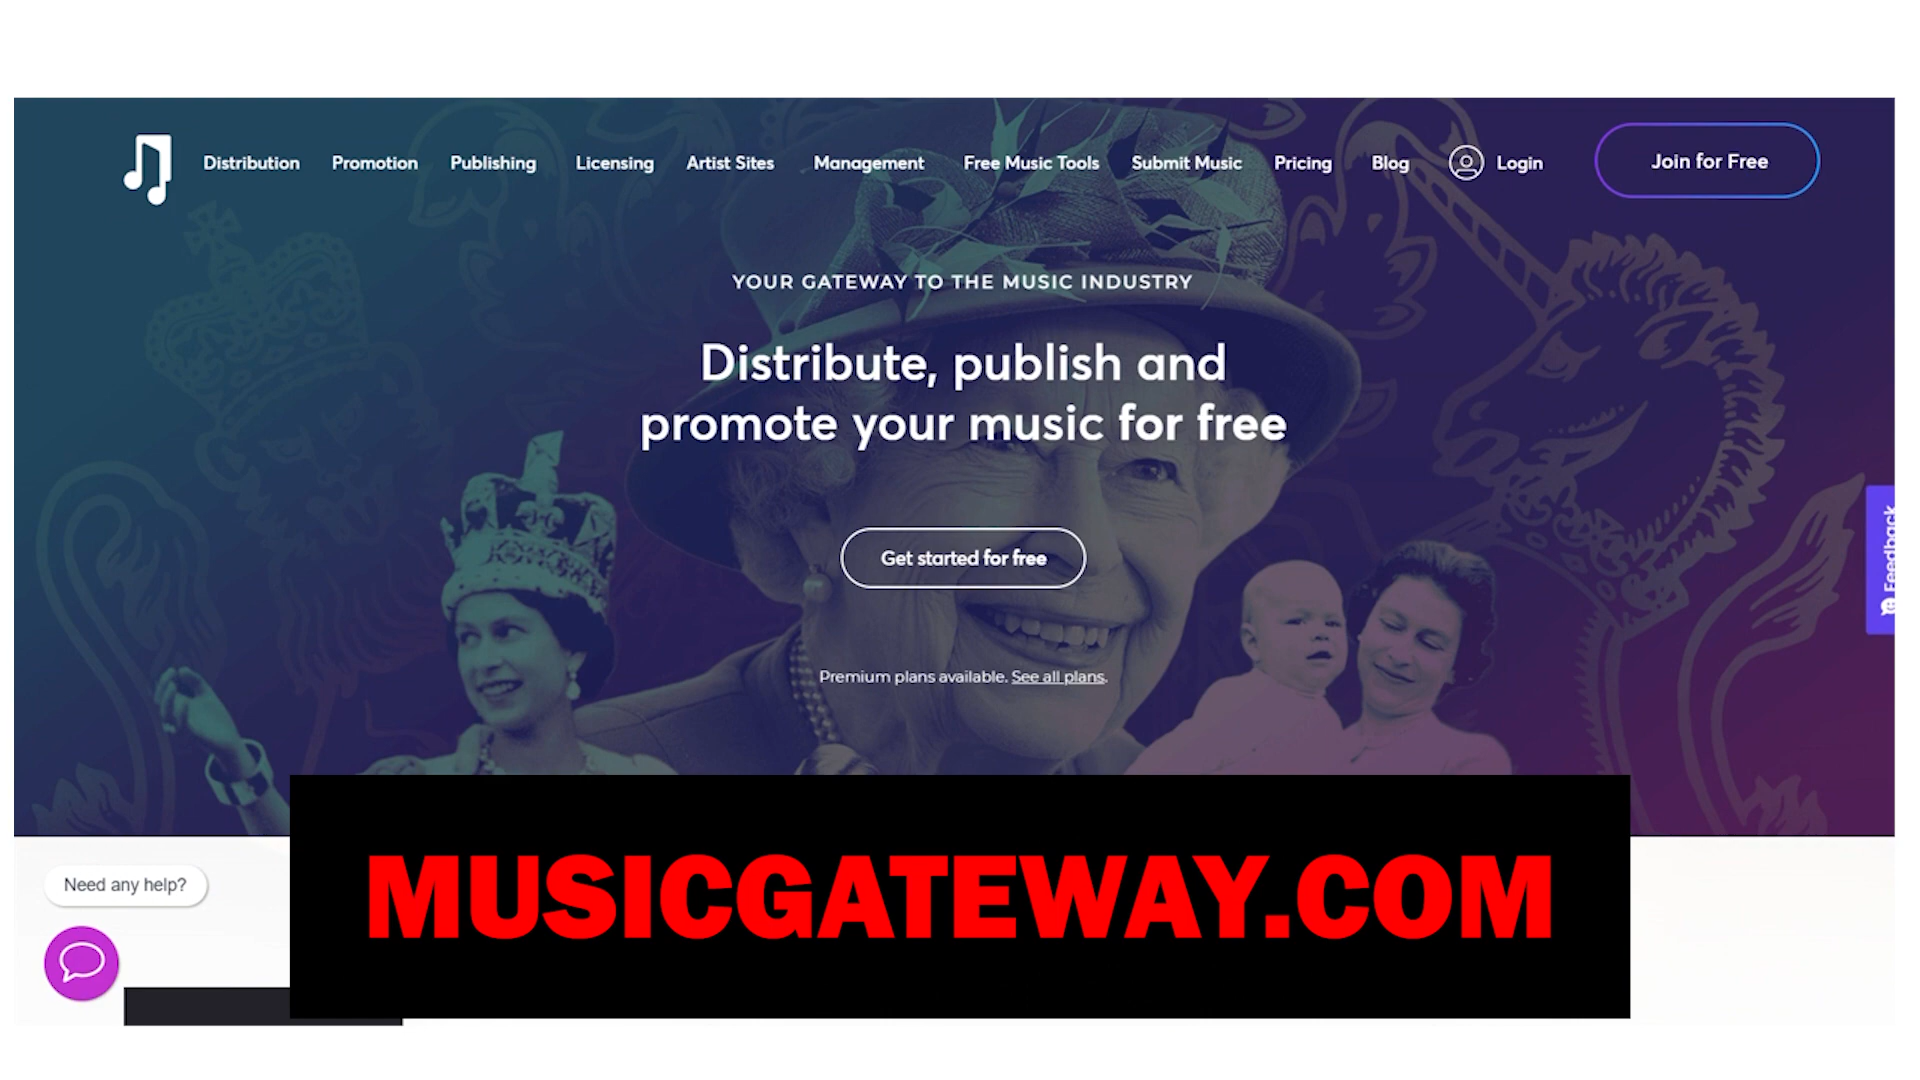 Distribution Promotion Publishing Licensing Artist Sites Management Free Music Tools Submit Music Pricing Blog Login Join for Free
YOUR GATEWAY TO THE MUSIC INDUSTRY
Distribute, publish and
promote your music for free
Get started for free
Feedback
Premium plans available. See all plans.
MUSICGATEWAY.COM
Need any help?